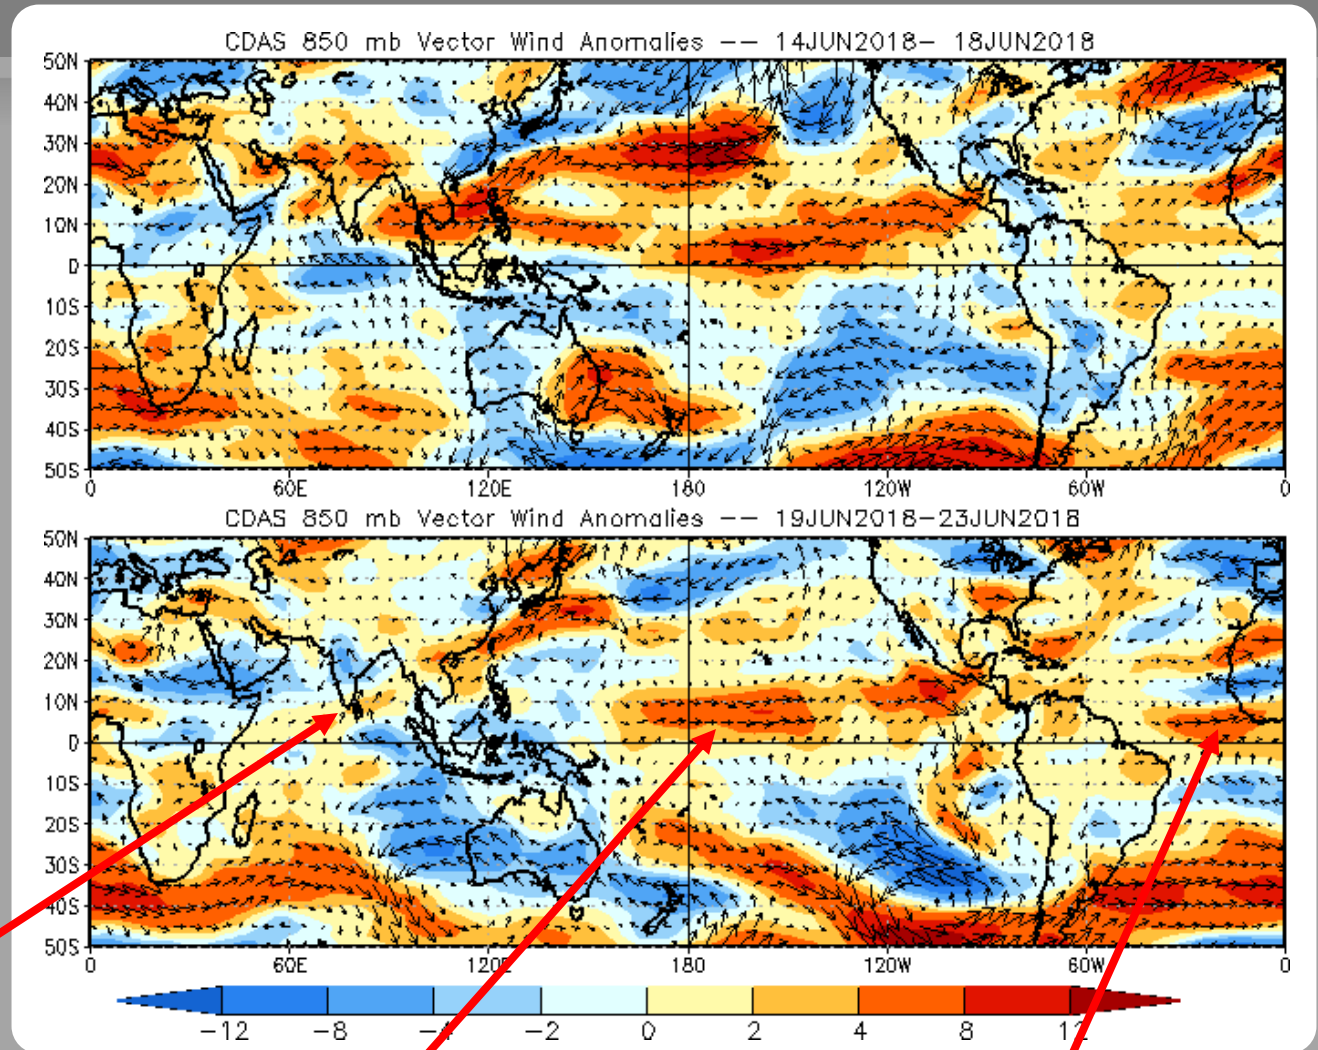 CDAS 850 mb Vector Wind Anomalies -- 14JUN2018- 18JUN2018
50N
40N
30N
20N
10N
0
10S
20S
30S
40S
50S
0 60E 120E 180 120W 60W 0
CDAS 850 mb Vector Wind Anomalies -- 19JUN2018-23JUN2018
50N
40N
30N
20N
10N
0
10S
20S
30S
40S
50S
0 60E 120E 180 120W 60W 0
-12 -8 -4 -2 0 2 4 8 12